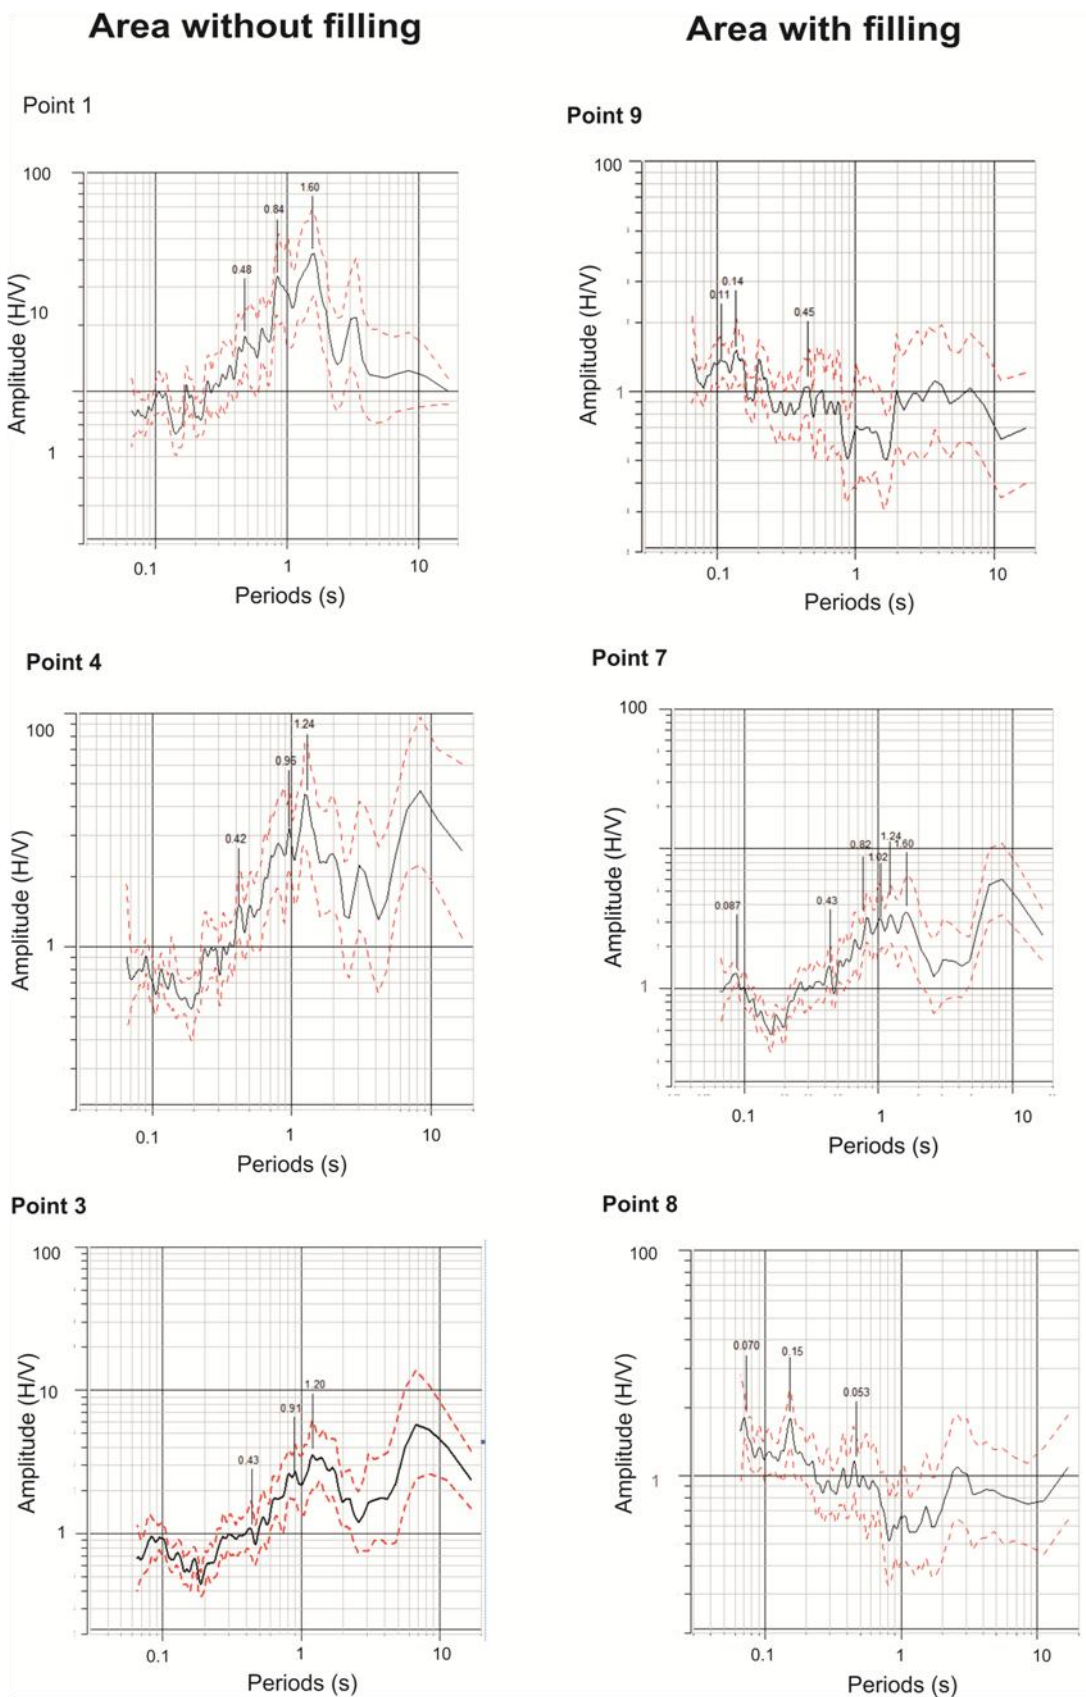 Area without filling
Area with filling
Point 1
100
10
1
Amplitude (H/V)
0.48
0.84
1.60
0.1
1
10
Periods (s)
Point 9
100
1
Amplitude (H/V)
0.11
0.14
0.45
0.1
1
10
Periods (s)
Point 4
100
1
Amplitude (H/V)
0.42
0.96
1.24
0.1
1
10
Periods (s)
Point 7
100
1
Amplitude (H/V)
0.087
0.43
0.82
1.02
1.24
1.60
0.1
1
10
Periods (s)
Point 3
100
10
1
Amplitude (H/V)
0.43
0.91
1.20
0.1
1
10
Periods (s)
Point 8
100
1
Amplitude (H/V)
0.070
0.15
0.053
0.1
1
10
Periods (s)